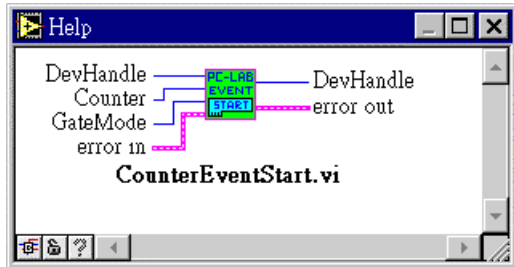 Help
DevHandle
Counter
GateMode
error in
PC-LAB
EVENT
START
DevHandle
error out
CounterEventStart.vi
?